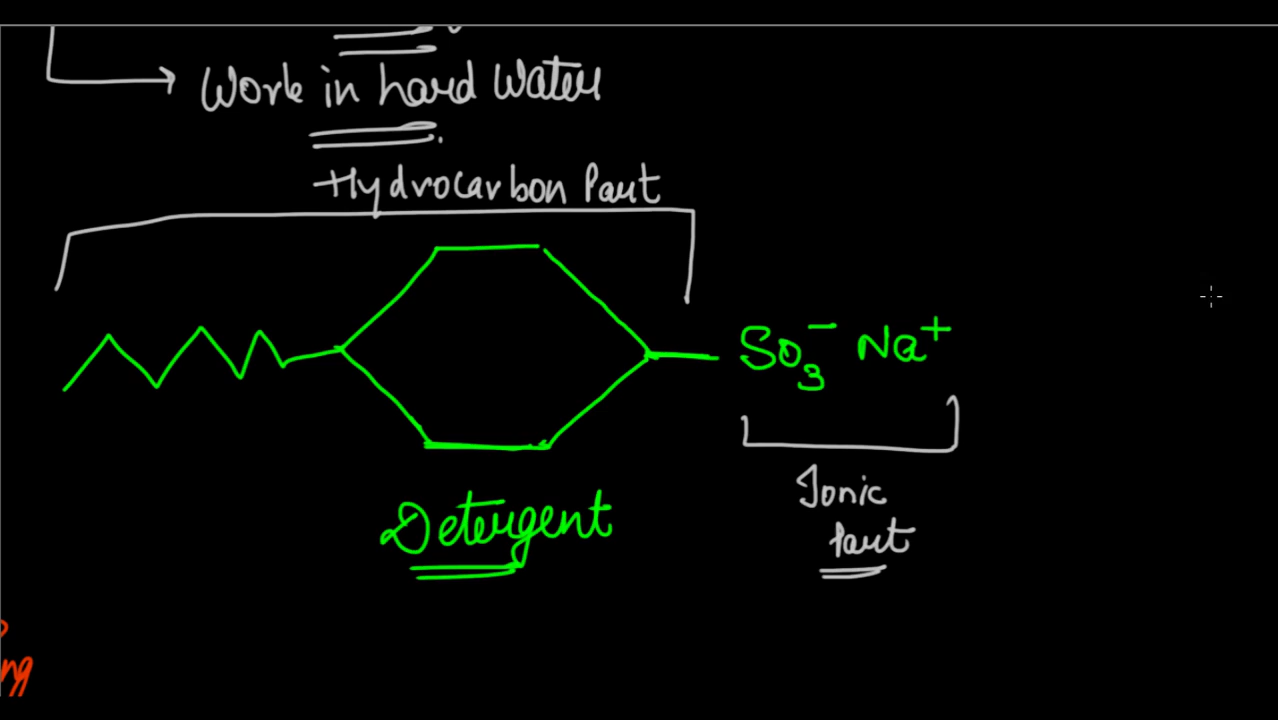 Work in hard Water
Hydrocarbon Part
SO₃⁻ Na⁺
Detergent
Ionic
Part